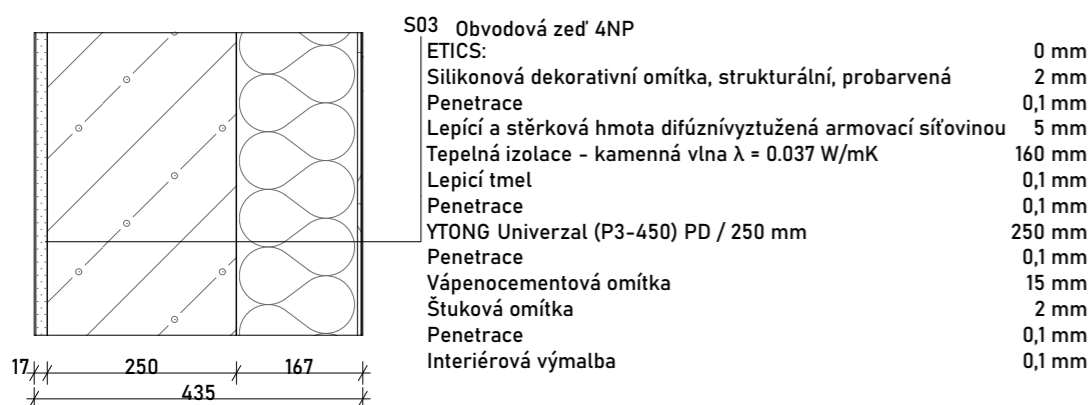 S03 Obvodová zeď 4NP
ETICS: 0 mm
Silikonová dekorativní omítka, strukturální, probarvená 2 mm
Penetrace 0,1 mm
Lepící a stěrková hmota difúznívyztužená armovací síťovinou 5 mm
Tepelná izolace - kamenná vlna λ = 0.037 W/mK 160 mm
Lepicí tmel 0,1 mm
Penetrace 0,1 mm
YTONG Univerzal (P3-450) PD / 250 mm 250 mm
Penetrace 0,1 mm
Vápenocementová omítka 15 mm
Štuková omítka 2 mm
Penetrace 0,1 mm
Interiérová výmalba 0,1 mm
17 250 167
435